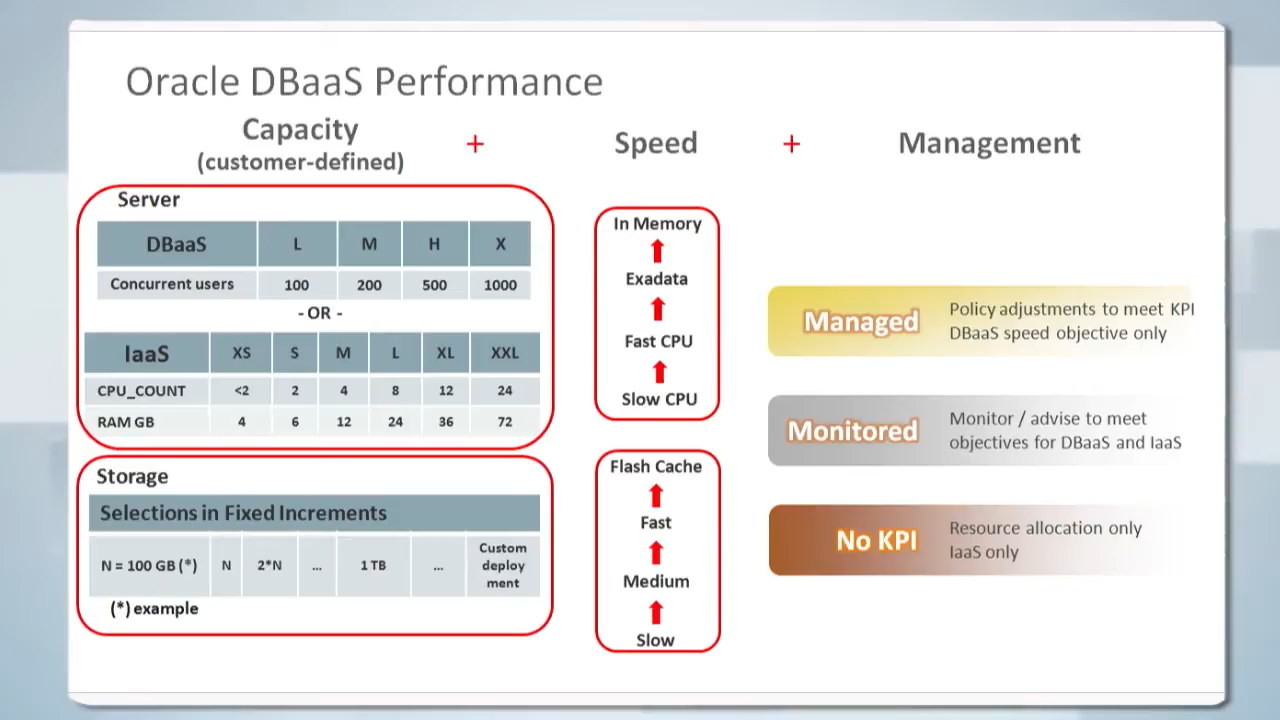 Oracle DBaaS Performance
Capacity + Speed + Management
(customer-defined)
Server
DBaaS L M H X
Concurrent users 100 200 500 1000
- OR -
IaaS XS S M L XL XXL
CPU_COUNT <2 2 4 8 12 24
RAM GB 4 6 12 24 36 72
Storage
Selections in Fixed Increments
N = 100 GB (*) N 2*N ... 1 TB ... Custom
deploy
ment
(*) example
In Memory
Exadata
Fast CPU
Slow CPU
Flash Cache
Fast
Medium
Slow
Managed
Policy adjustments to meet KPI
DBaaS speed objective only
Monitored
Monitor / advise to meet
objectives for DBaaS and IaaS
No KPI
Resource allocation only
IaaS only